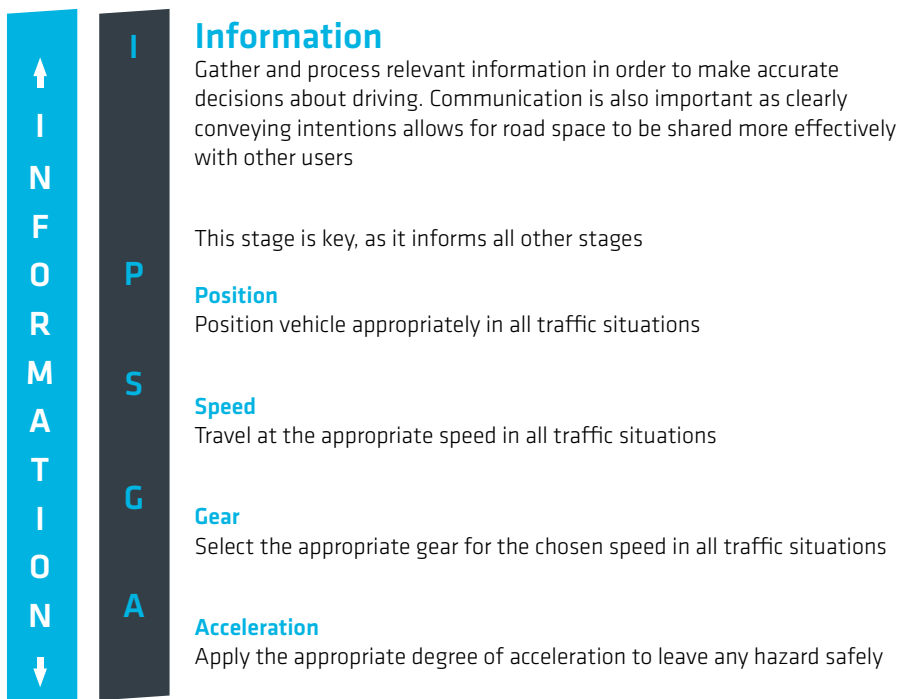 ↑
I
N
F
O
R
M
A
T
I
O
N
↓
I
P
S
G
A
Information
Gather and process relevant information in order to make accurate
decisions about driving. Communication is also important as clearly
conveying intentions allows for road space to be shared more effectively
with other users
This stage is key, as it informs all other stages
Position
Position vehicle appropriately in all traffic situations
Speed
Travel at the appropriate speed in all traffic situations
Gear
Select the appropriate gear for the chosen speed in all traffic situations
Acceleration
Apply the appropriate degree of acceleration to leave any hazard safely